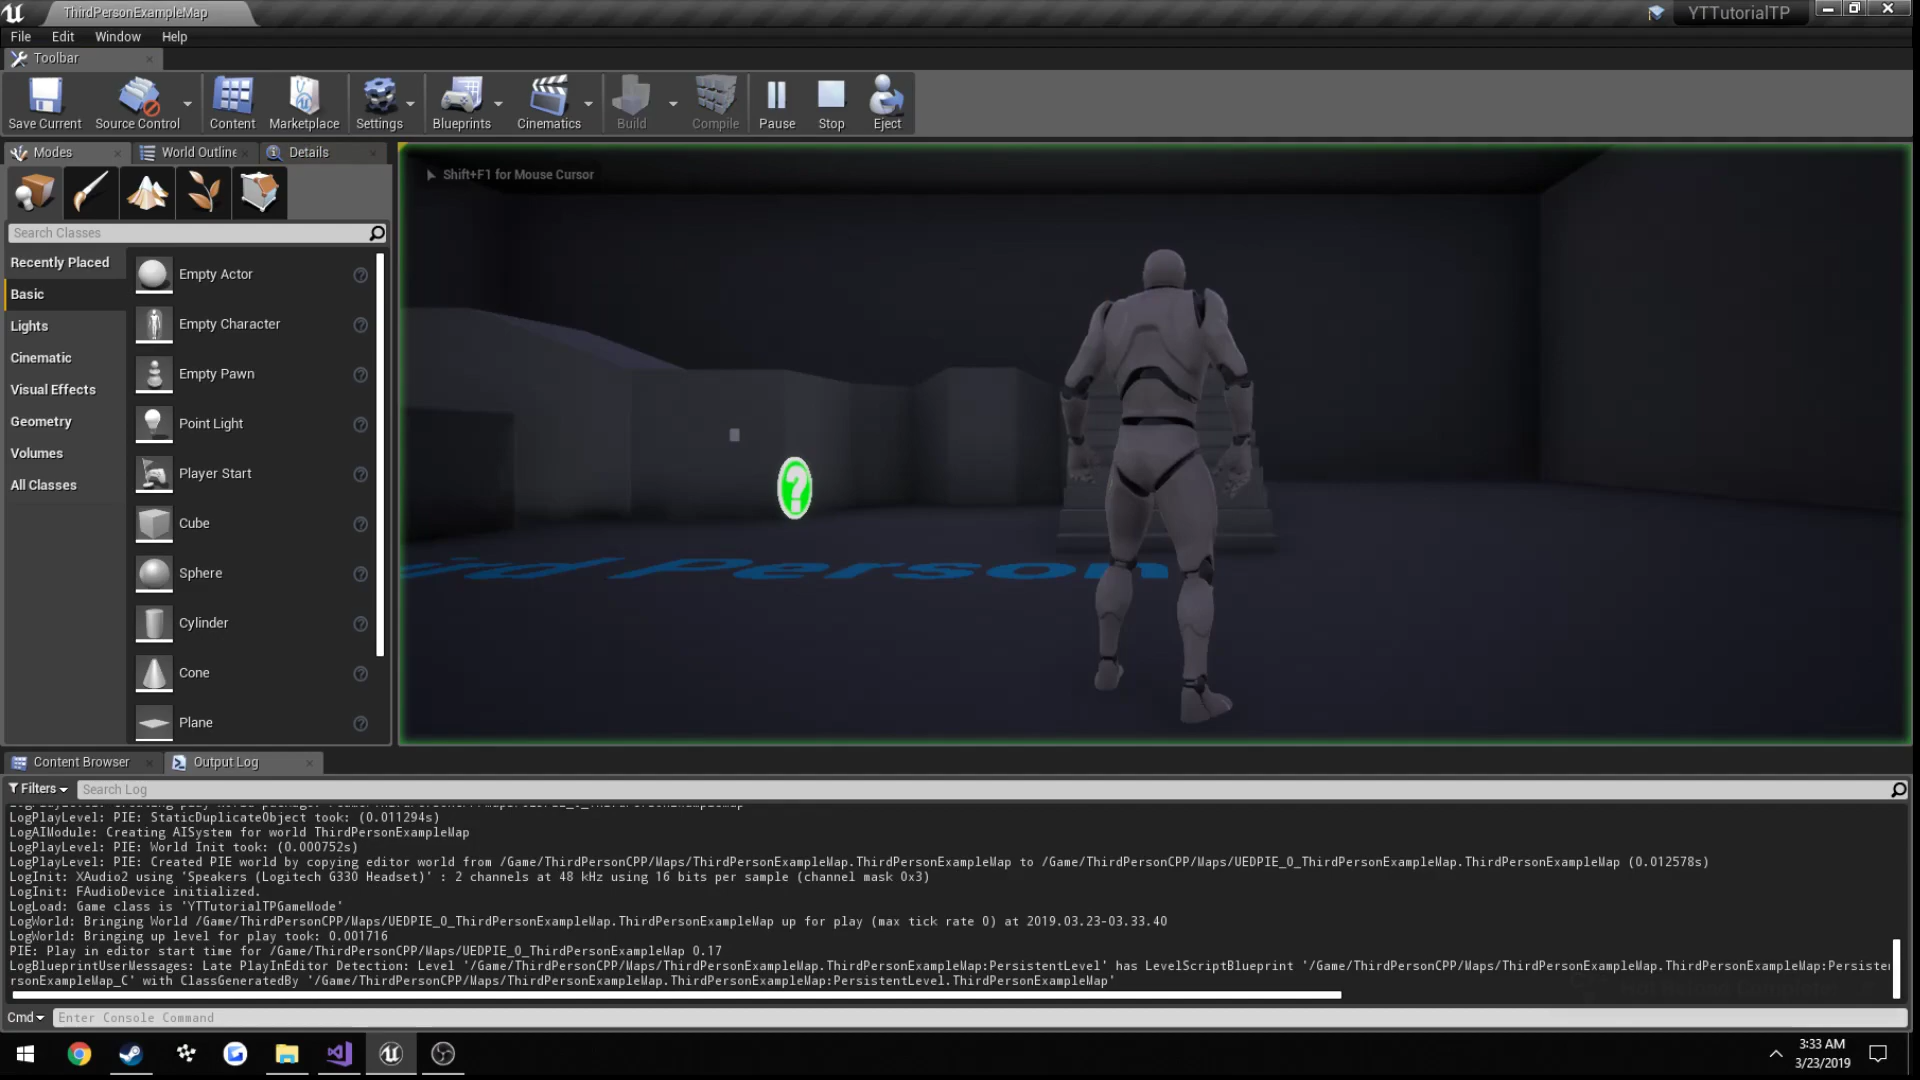 ThirdPersonExampleMap
YTTutorialTP
File Edit Window Help
Toolbar
Save Current Source Control Content Marketplace Settings Blueprints Cinematics Build Compile Pause Stop Eject
Modes World Outline Details
Shift+F1 for Mouse Cursor
Search Classes
Recently Placed
Basic
Lights
Cinematic
Visual Effects
Geometry
Volumes
All Classes
Empty Actor
Empty Character
Empty Pawn
Point Light
Player Start
Cube
Sphere
Cylinder
Cone
Plane
?
Person
Content Browser Output Log
Filters Search Log
LogPlayLevel: PIE: StaticDuplicateObject took: (0.011294s)
LogAIModule: Creating AISystem for world ThirdPersonExampleMap
LogPlayLevel: PIE: World Init took: (0.000752s)
LogPlayLevel: PIE: Created PIE world by copying editor world from /Game/ThirdPersonCPP/Maps/ThirdPersonExampleMap.ThirdPersonExampleMap to /Game/ThirdPersonCPP/Maps/UEDPIE_0_ThirdPersonExampleMap.ThirdPersonExampleMap (0.012578s)
LogInit: XAudio2 using 'Speakers (Logitech G330 Headset)' : 2 channels at 48 kHz using 16 bits per sample (channel mask 0x3)
LogInit: FAudioDevice initialized.
LogLoad: Game class is 'YTTutorialTPGameMode'
LogWorld: Bringing World /Game/ThirdPersonCPP/Maps/UEDPIE_0_ThirdPersonExampleMap.ThirdPersonExampleMap up for play (max tick rate 0) at 2019.03.23-03.33.40
LogWorld: Bringing up level for play took: 0.001716
PIE: Play in editor start time for /Game/ThirdPersonCPP/Maps/UEDPIE_0_ThirdPersonExampleMap 0.17
LogBlueprintUserMessages: Late PlayInEditor Detection: Level '/Game/ThirdPersonCPP/Maps/ThirdPersonExampleMap.ThirdPersonExampleMap:PersistentLevel' has LevelScriptBlueprint '/Game/ThirdPersonCPP/Maps/ThirdPersonExampleMap.ThirdPersonExampleMap:Persiste
rsonExampleMap_C' with ClassGeneratedBy '/Game/ThirdPersonCPP/Maps/ThirdPersonExampleMap.ThirdPersonExampleMap:PersistentLevel.ThirdPersonExampleMap'
Cmd Enter Console Command
3:33 AM
3/23/2019